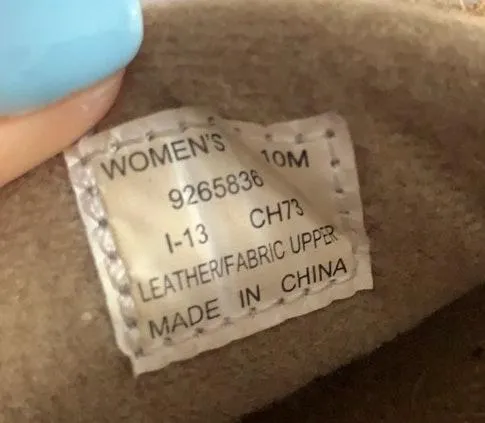 WOMEN'S 10M
9265836
I-13 CH73
LEATHER/FABRIC UPPER
MADE IN CHINA